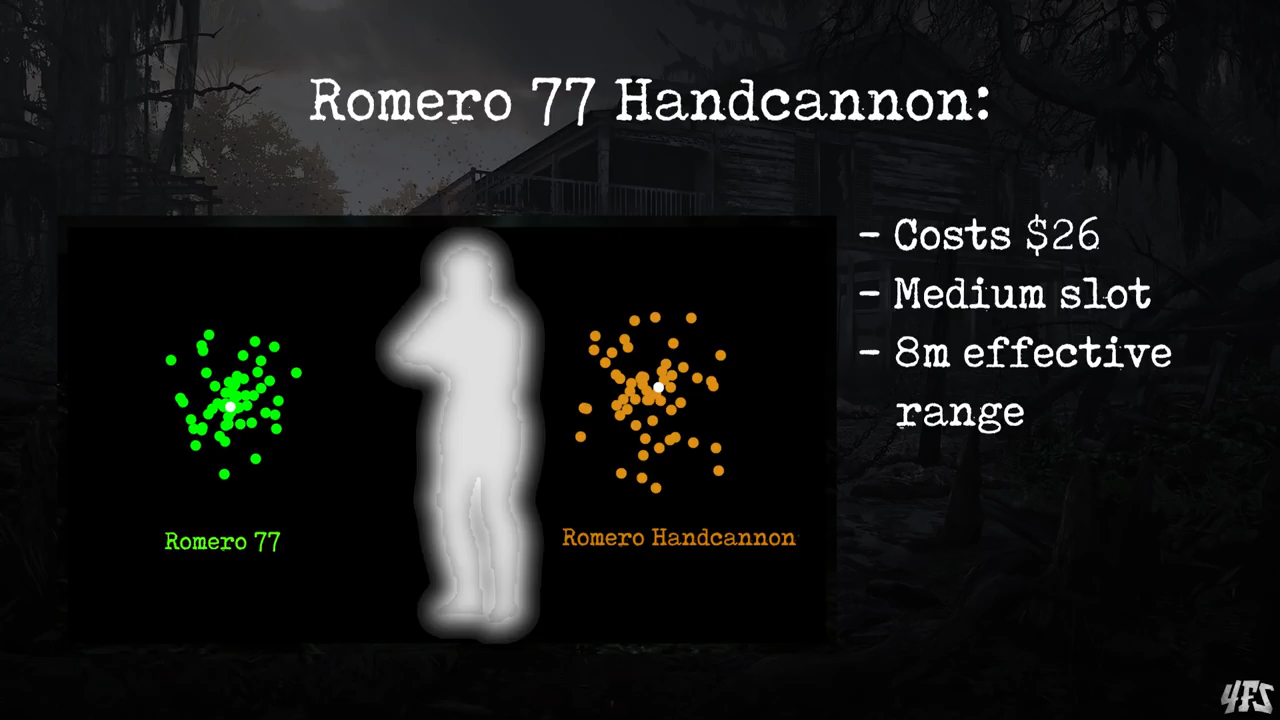 Romero 77 Handcannon:
- Costs $26
- Medium slot
- 8m effective
range
Romero 77
Romero Handcannon
4FS